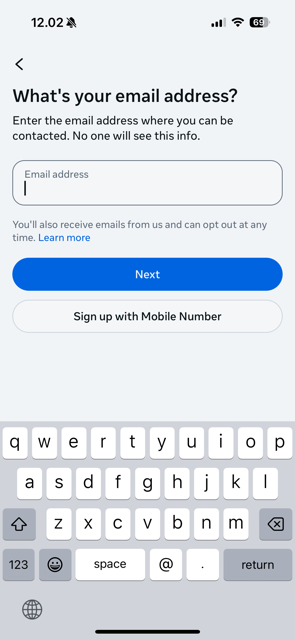 12.02
69
What's your email address?
Enter the email address where you can be
contacted. No one will see this info.
Email address
You'll also receive emails from us and can opt out at any
time. Learn more
Next
Sign up with Mobile Number
q w e r t y u i o p
a s d f g h j k l
z x c v b n m
123 space @ . return